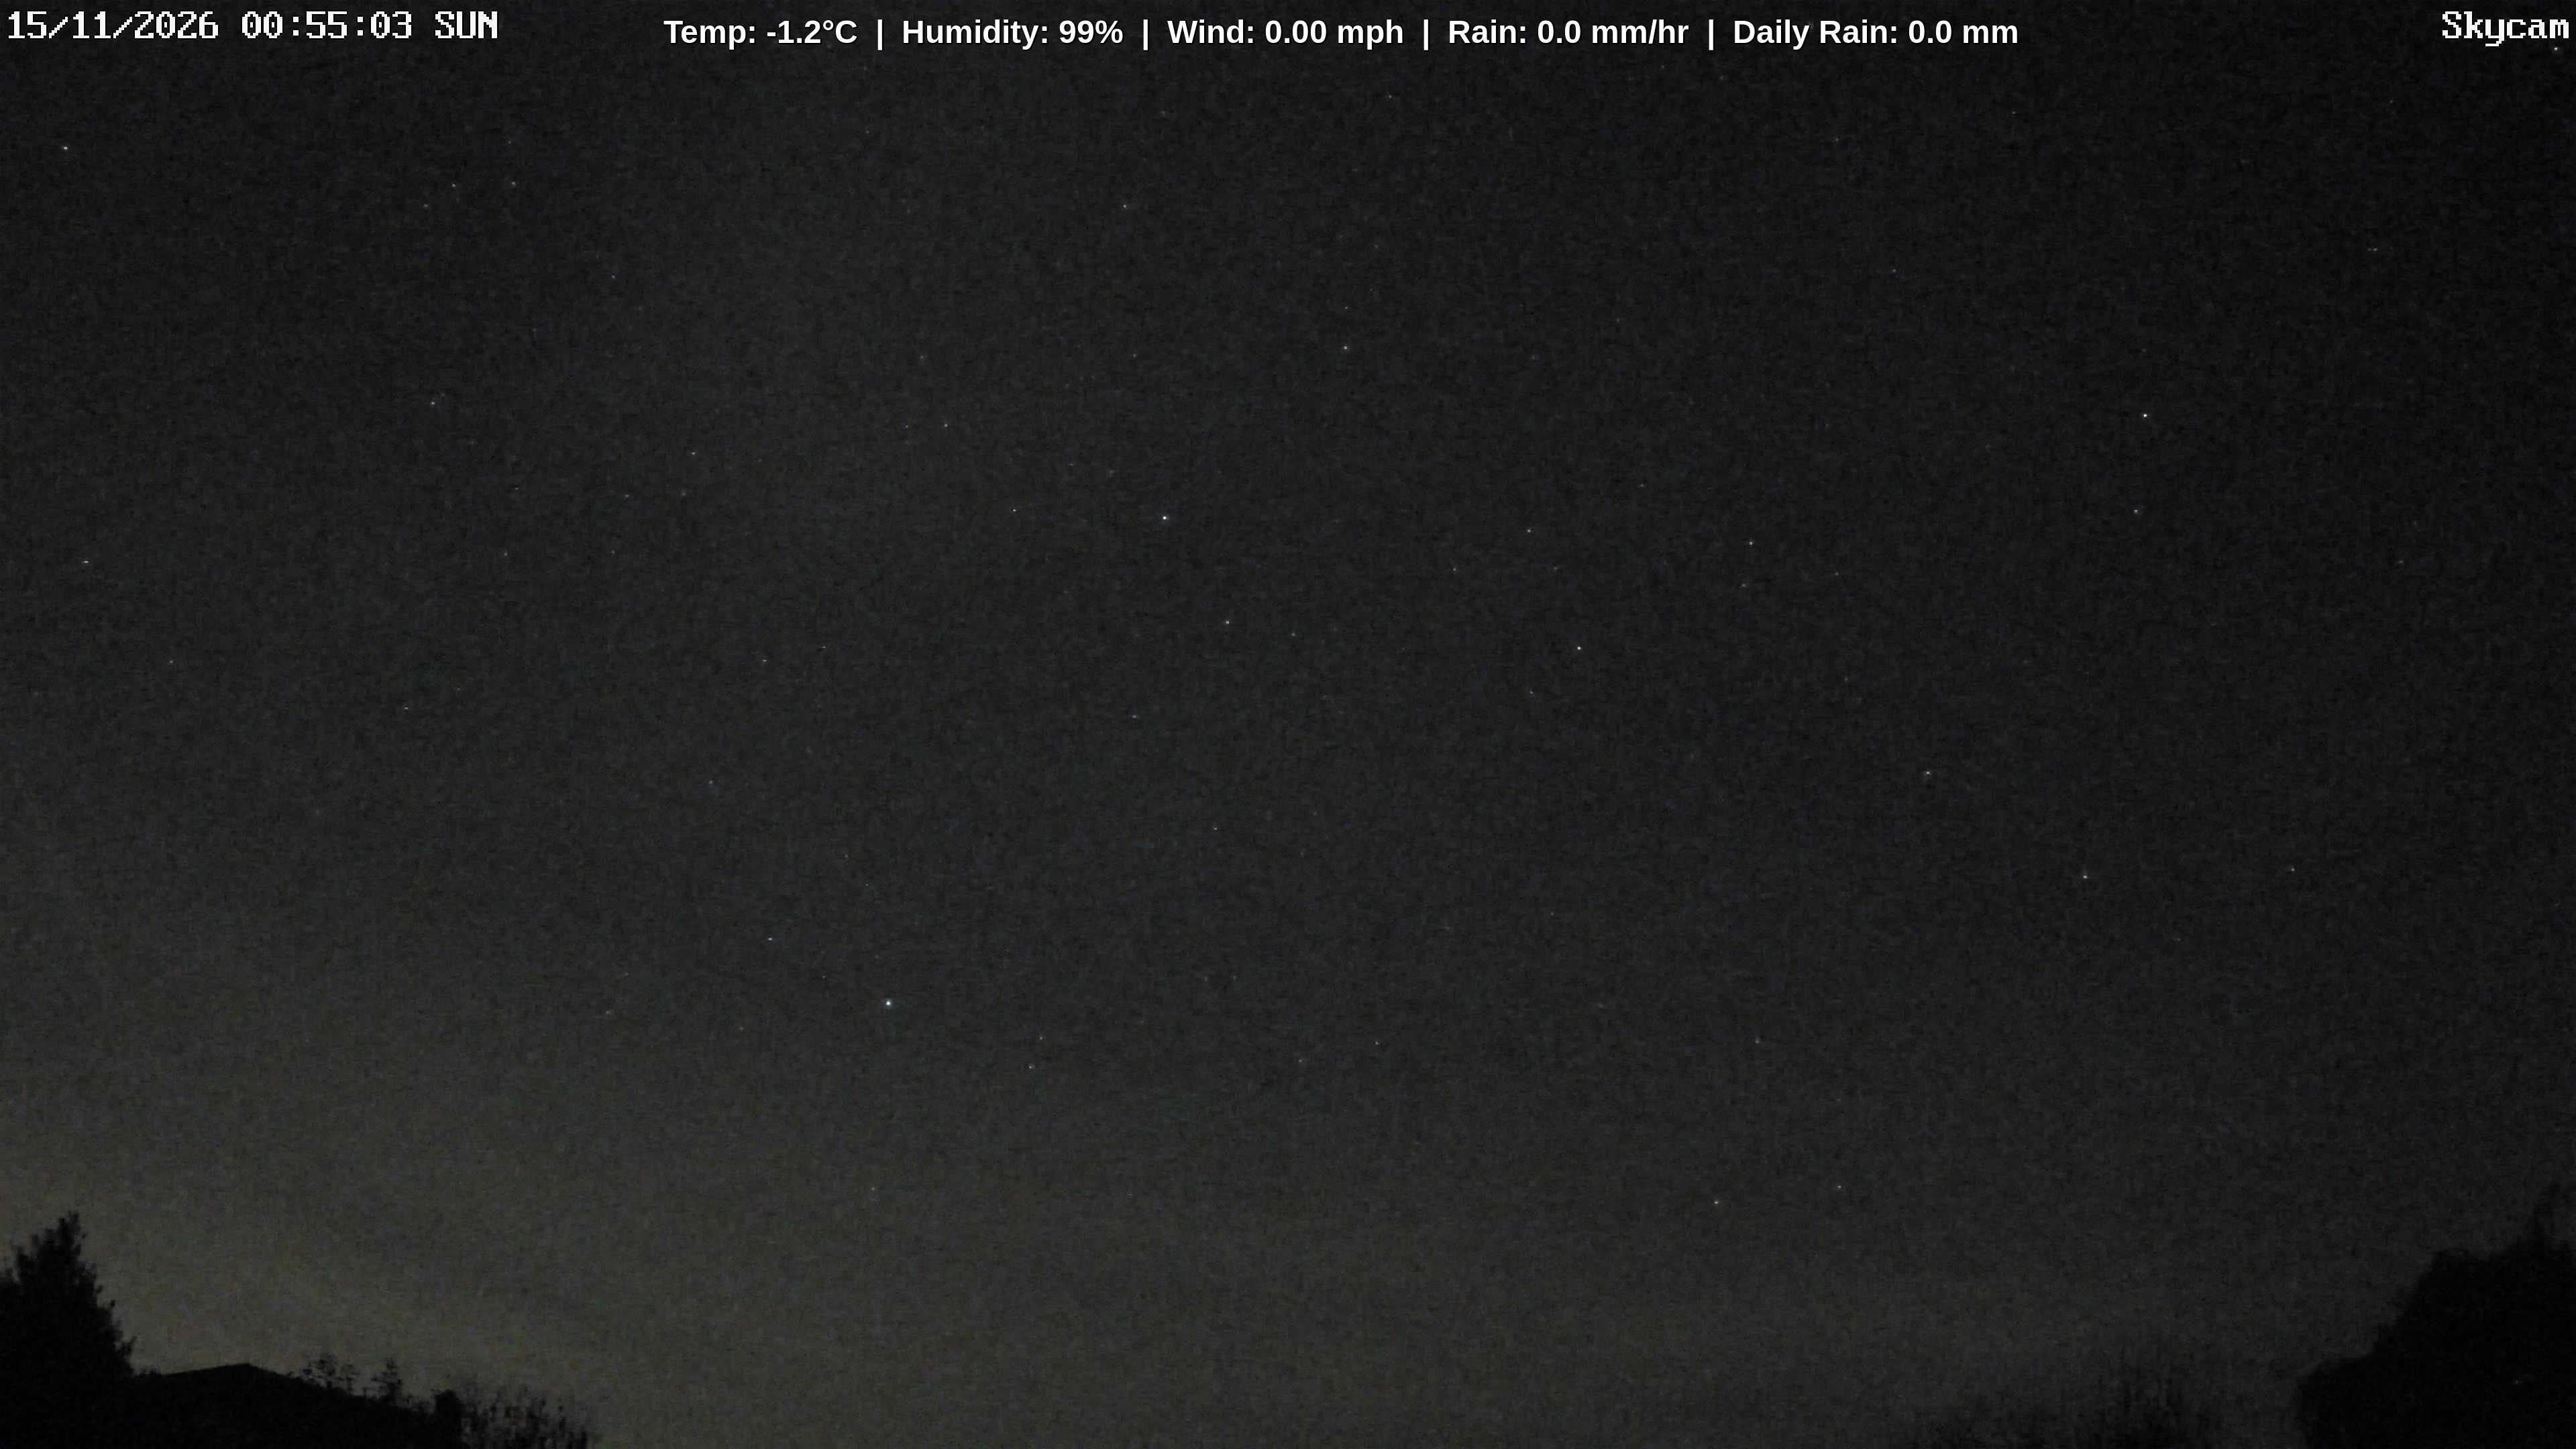 15/11/2026 00:55:03 SUN
Temp: -1.2°C | Humidity: 99% | Wind: 0.00 mph | Rain: 0.0 mm/hr | Daily Rain: 0.0 mm
Skycam